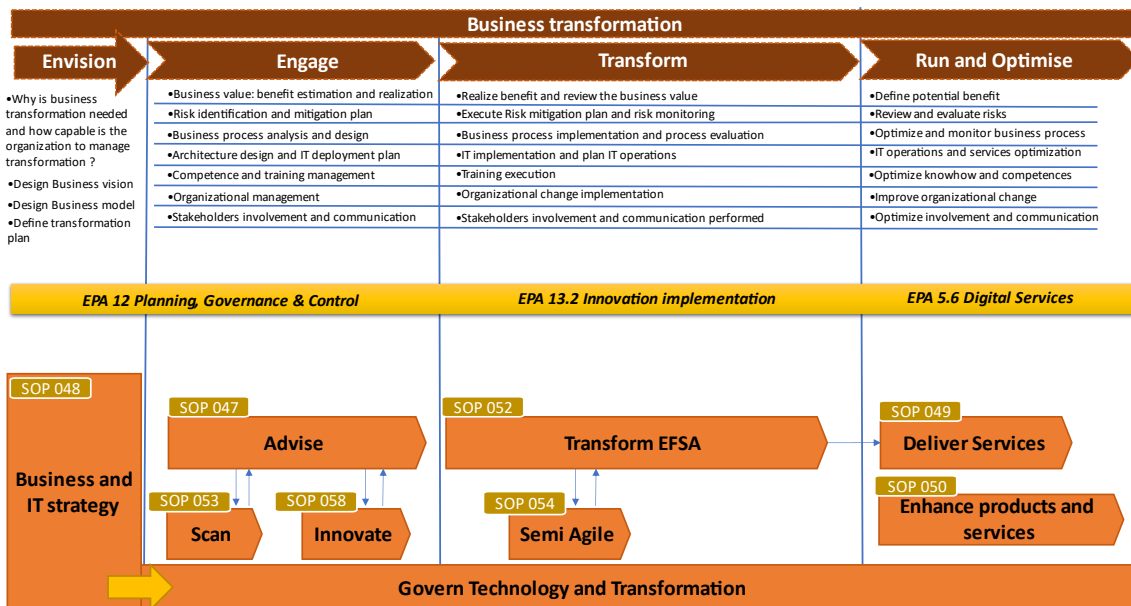 Business transformation
Envision
Engage
Transform
Run and Optimise
•Why is business
transformation needed
and how capable is the
organization to manage
transformation ?
•Design Business vision
•Design Business model
•Define transformation
plan
•Business value: benefit estimation and realization
•Risk identification and mitigation plan
•Business process analysis and design
•Architecture design and IT deployment plan
•Competence and training management
•Organizational management
•Stakeholders involvement and communication
•Realize benefit and review the business value
•Execute Risk mitigation plan and risk monitoring
•Business process implementation and process evaluation
•IT implementation and plan IT operations
•Training execution
•Organizational change implementation
•Stakeholders involvement and communication performed
•Define potential benefit
•Review and evaluate risks
•Optimize and monitor business process
•IT operations and services optimization
•Optimize knowhow and competences
•Improve organizational change
•Optimize involvement and communication
EPA 12 Planning, Governance & Control
EPA 13.2 Innovation implementation
EPA 5.6 Digital Services
SOP 048
Business and
IT strategy
SOP 047
Advise
SOP 053
Scan
SOP 058
Innovate
SOP 052
Transform EFSA
SOP 054
Semi Agile
SOP 049
Deliver Services
SOP 050
Enhance products and
services
Govern Technology and Transformation